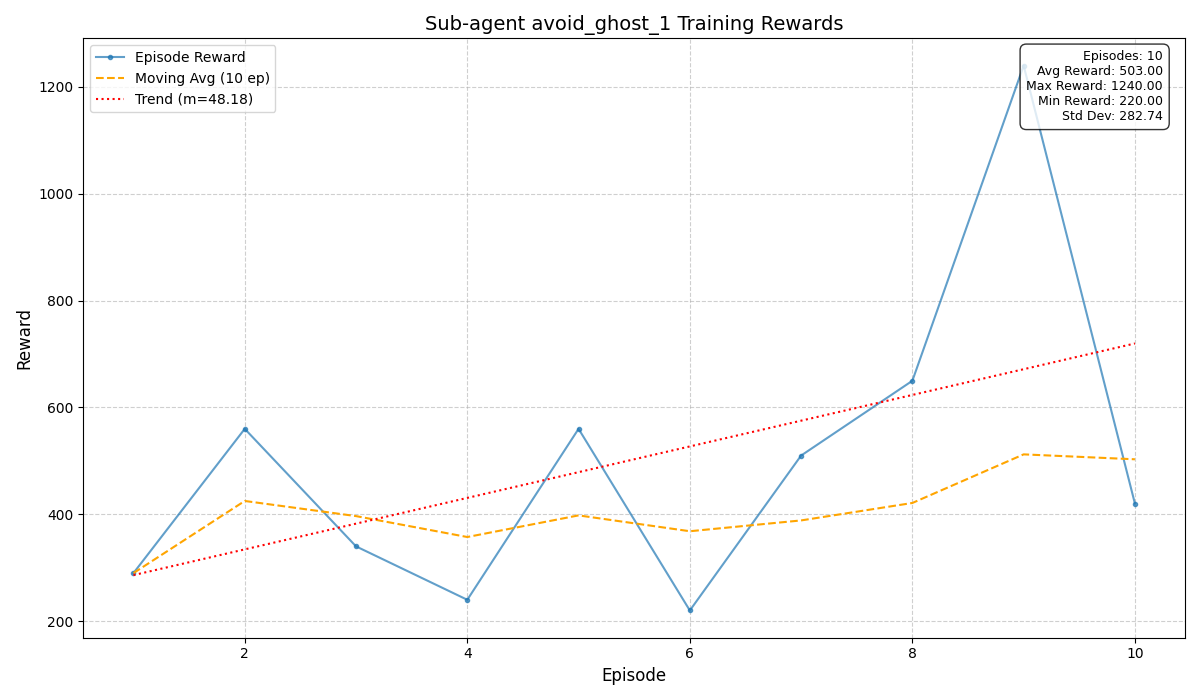 Sub-agent avoid_ghost_1 Training Rewards
Episode Reward
Moving Avg (10 ep)
Trend (m=48.18)
Episodes: 10
Avg Reward: 503.00
Max Reward: 1240.00
Min Reward: 220.00
Std Dev: 282.74
Reward
1200
1000
800
600
400
200
2
4
6
8
10
Episode